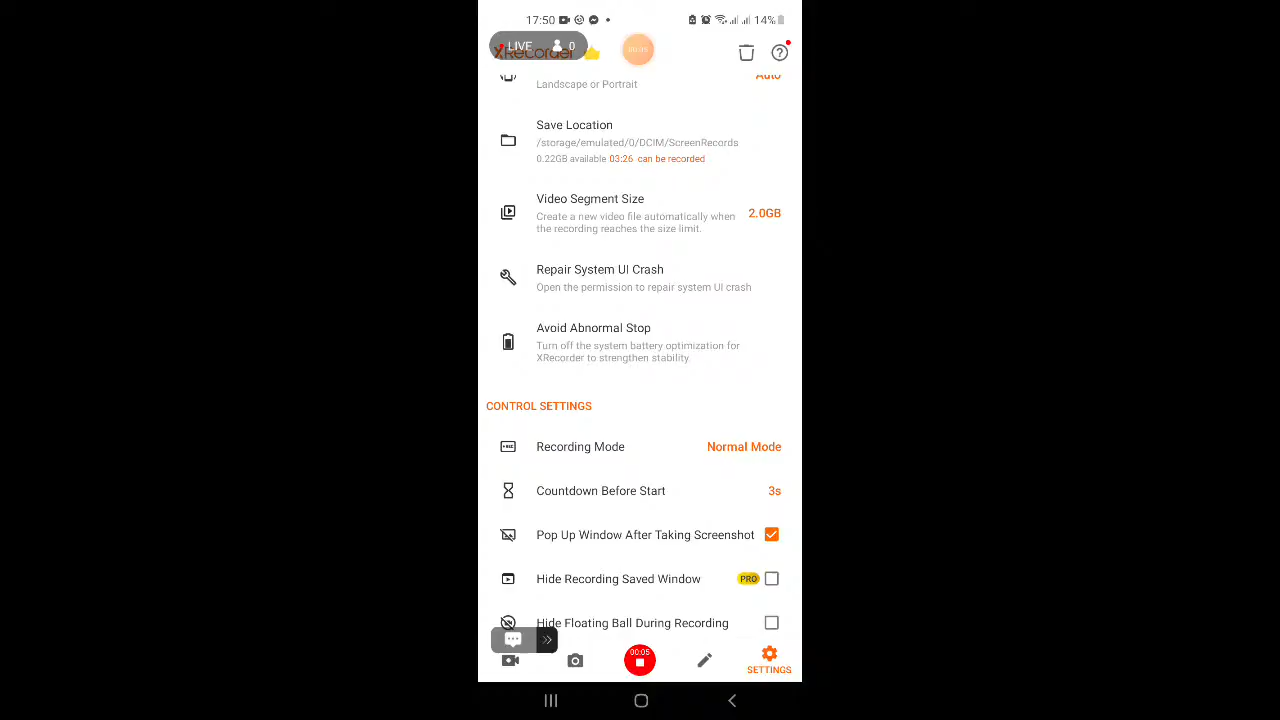 17:50 14%
LIVE 0
XRecorder
00:05
Auto
Landscape or Portrait
Save Location
/storage/emulated/0/DCIM/ScreenRecords
0.22GB available 03:26 can be recorded
Video Segment Size
Create a new video file automatically when
the recording reaches the size limit.
2.0GB
Repair System UI Crash
Open the permission to repair system UI crash
Avoid Abnormal Stop
Turn off the system battery optimization for
XRecorder to strengthen stability
CONTROL SETTINGS
Recording Mode Normal Mode
Countdown Before Start 3s
Pop Up Window After Taking Screenshot
Hide Recording Saved Window PRO
Hide Floating Ball During Recording
00:05
SETTINGS